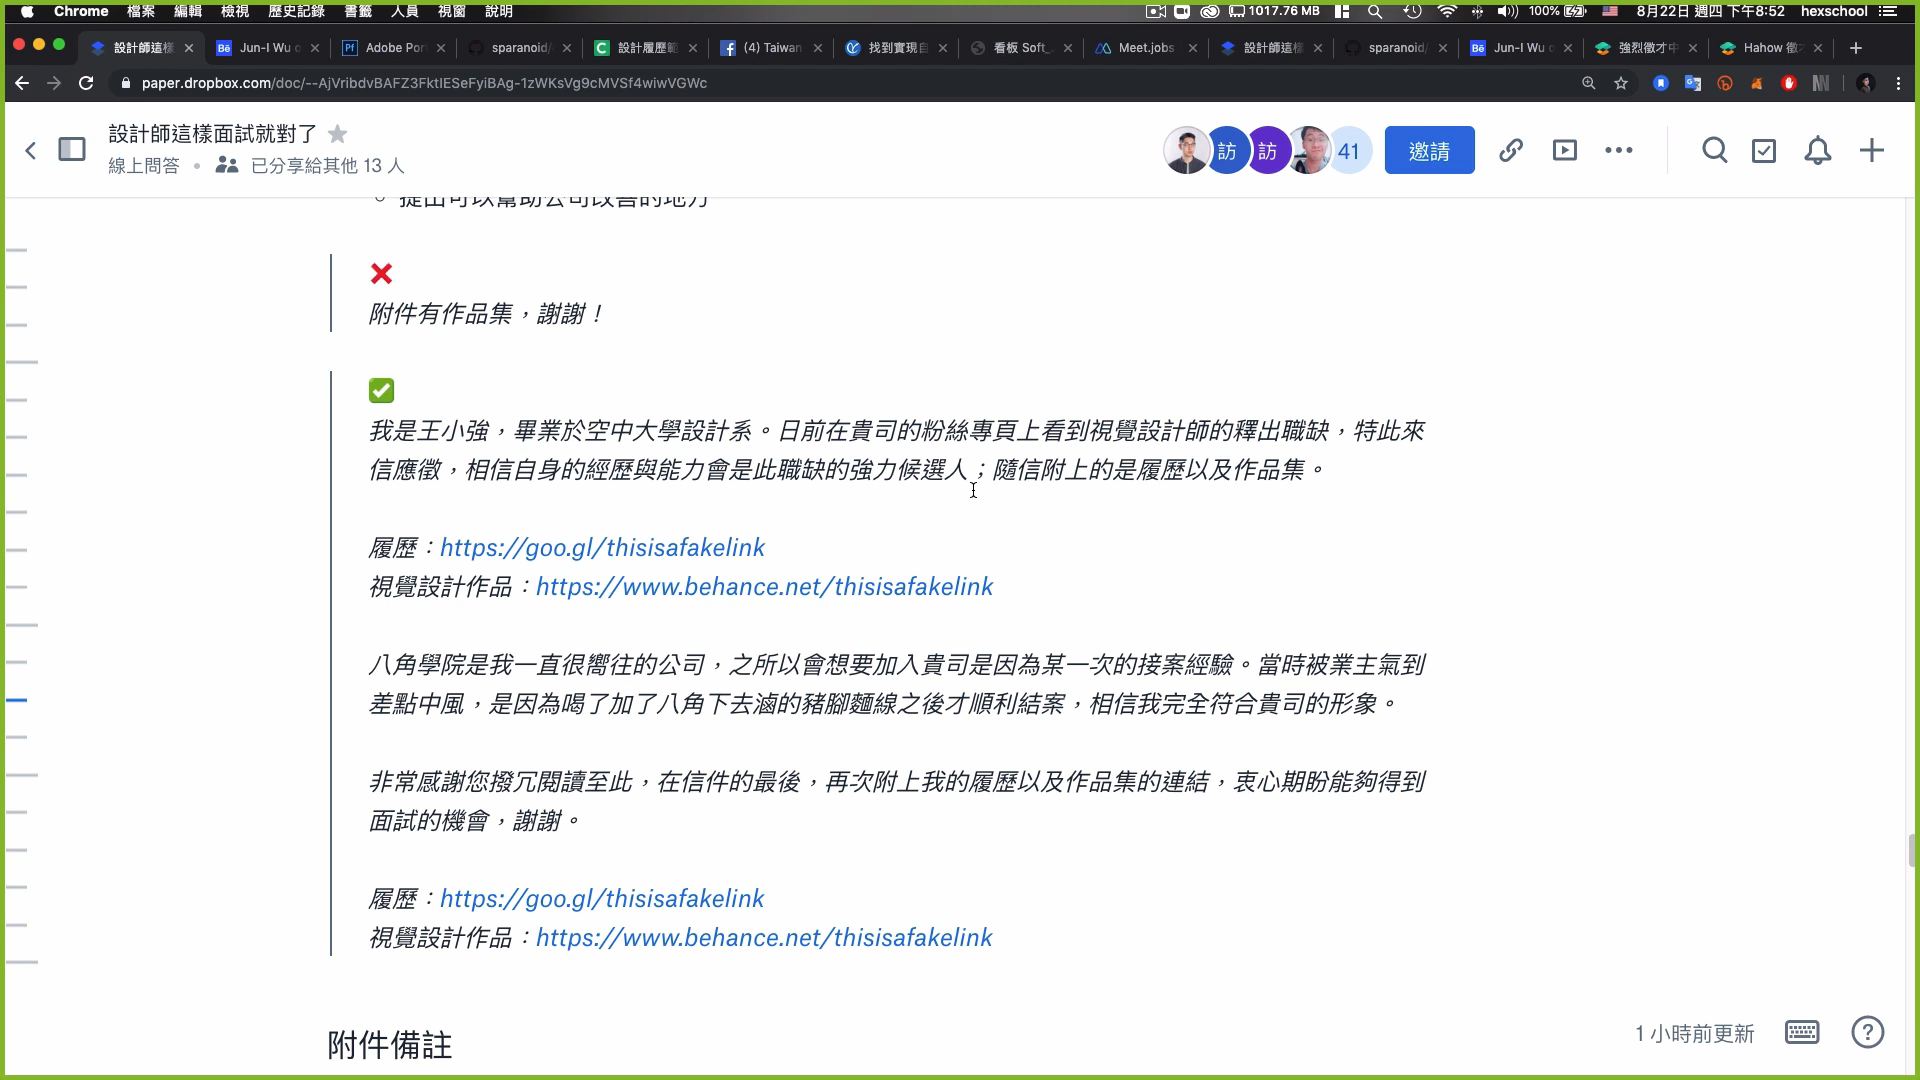 Chrome 檔案 編輯 檢視 歷史記錄 書籤 人員 視窗 說明 1017.76 MB 100% 8月22日 週四 下午8:52 hexschool
設計師這樣 Jun-I Wu Adobe Por sparanoid/ 設計履歷範 (4) Taiwan 找到實現自 看板 Soft_ Meet.jobs 設計師這樣 sparanoid/ Jun-I Wu 強烈徵才中 Hahow 徵
paper.dropbox.com/doc/--AjVribdvBAFZ3FktIESeFyiBAg-1zWKsVg9cMVSf4wiwVGWc
設計師這樣面試就對了
線上問答 • 已分享給其他 13 人
訪 訪 41 邀請
提出可以幫助公司改善的地方
附件有作品集，謝謝！
我是王小強，畢業於空中大學設計系。日前在貴司的粉絲專頁上看到視覺設計師的釋出職缺，特此來
信應徵，相信自身的經歷與能力會是此職缺的強力候選人；隨信附上的是履歷以及作品集。
履歷：https://goo.gl/thisisafakelink
視覺設計作品：https://www.behance.net/thisisafakelink
八角學院是我一直很嚮往的公司，之所以會想要加入貴司是因為某一次的接案經驗。當時被業主氣到
差點中風，是因為喝了加了八角下去滷的豬腳麵線之後才順利結案，相信我完全符合貴司的形象。
非常感謝您撥冗閱讀至此，在信件的最後，再次附上我的履歷以及作品集的連結，衷心期盼能夠得到
面試的機會，謝謝。
履歷：https://goo.gl/thisisafakelink
視覺設計作品：https://www.behance.net/thisisafakelink
附件備註
1 小時前更新